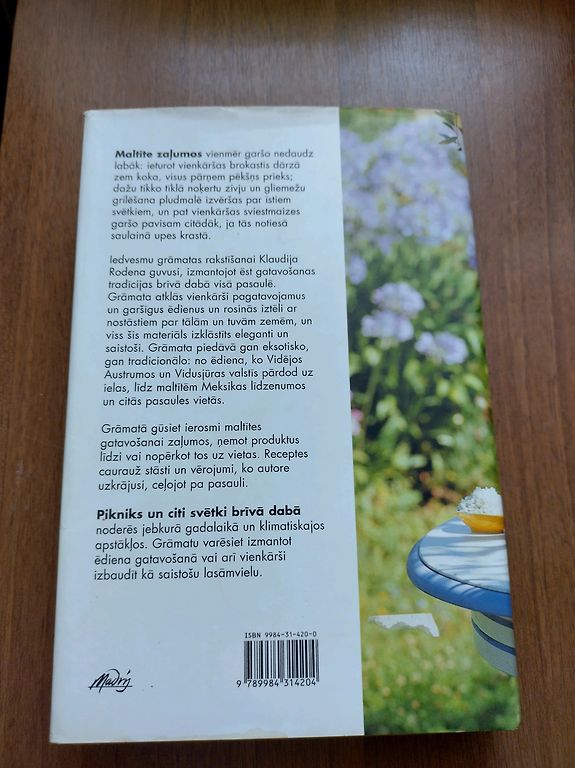 Maltīte zaļumos vienmēr garšo nedaudz
labāk: ieturot vienkāršas brokastis dārzā
zem koka, visus pārņem pēkšņs prieks;
dažu tikko tīklā noķertu zivju un gliemežu
grilēšana pludmalē izvēršas par īstiem
svētkiem, un pat vienkāršas sviestmaizes
garšo pavisam citādāk, ja tās notiesā
saulainā upes krastā.
Iedvesmu grāmatas rakstīšanai Klaudija
Rodena guvusi, izmantojot ēst gatavošanas
tradīcijas brīvā dabā visā pasaulē.
Grāmata atklās vienkārši pagatavojamus
un garšīgus ēdienus un rosinās iztēli ar
nostāstiem par tālām un tuvām zemēm, un
viss šis materiāls izklāstīts eleganti un
saistoši. Grāmata piedāvā gan eksotisko,
gan tradicionālo: no ēdiena, ko Vidējos
Austrumos un Vidusjūras valstīs pārdod uz
ielas, līdz maltītēm Meksikas līdzenumos
un citās pasaules vietās.
Grāmatā gūsiet ierosmi maltītes
gatavošanai zaļumos, ņemot produktus
līdzi vai nopērkot tos uz vietas. Receptes
caurauž stāsti un vērojumi, ko autore
uzkrājusi, ceļojot pa pasauli.
Pikniks un citi svētki brīvā dabā
noderēs jebkurā gadalaikā un klimatiskajos
apstākļos. Grāmatu varēsiet izmantot
ēdiena gatavošanā vai arī vienkārši
izbaudīt kā saistošu lasāmvielu.
ISBN 9984-31-420-0
9 789984 314204
Madris